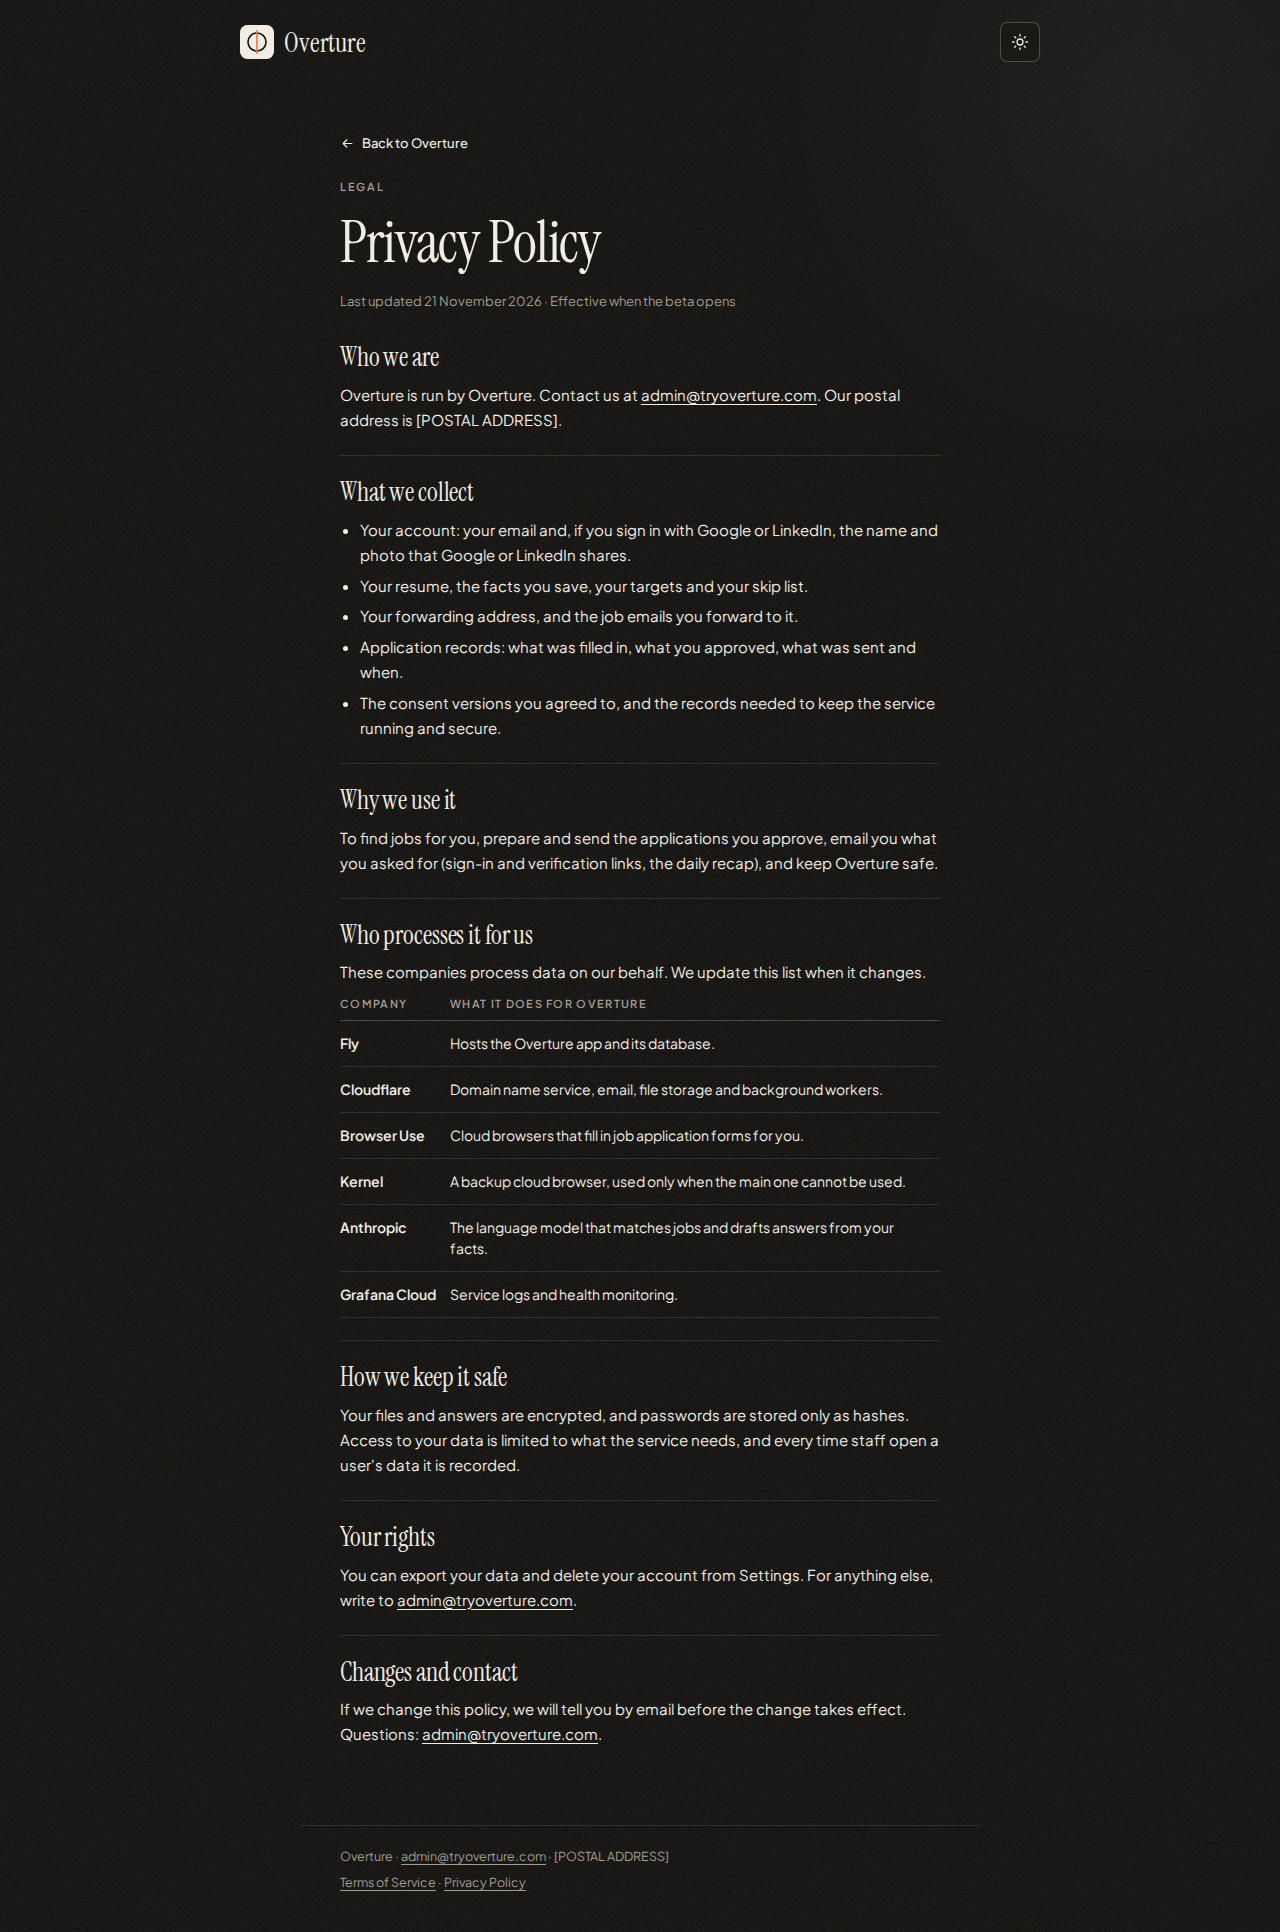 Overture
Back to Overture
LEGAL
Privacy Policy
Last updated 21 November 2026 · Effective when the beta opens
Who we are
Overture is run by Overture. Contact us at admin@tryoverture.com. Our postal
address is [POSTAL ADDRESS].
What we collect
• Your account: your email and, if you sign in with Google or LinkedIn, the name and
photo that Google or LinkedIn shares.
• Your resume, the facts you save, your targets and your skip list.
• Your forwarding address, and the job emails you forward to it.
• Application records: what was filled in, what you approved, what was sent and
when.
• The consent versions you agreed to, and the records needed to keep the service
running and secure.
Why we use it
To find jobs for you, prepare and send the applications you approve, email you what
you asked for (sign-in and verification links, the daily recap), and keep Overture safe.
Who processes it for us
These companies process data on our behalf. We update this list when it changes.
COMPANY WHAT IT DOES FOR OVERTURE
Fly Hosts the Overture app and its database.
Cloudflare Domain name service, email, file storage and background workers.
Browser Use Cloud browsers that fill in job application forms for you.
Kernel A backup cloud browser, used only when the main one cannot be used.
Anthropic The language model that matches jobs and drafts answers from your
facts.
Grafana Cloud Service logs and health monitoring.
How we keep it safe
Your files and answers are encrypted, and passwords are stored only as hashes.
Access to your data is limited to what the service needs, and every time staff open a
user's data it is recorded.
Your rights
You can export your data and delete your account from Settings. For anything else,
write to admin@tryoverture.com.
Changes and contact
If we change this policy, we will tell you by email before the change takes effect.
Questions: admin@tryoverture.com.
Overture · admin@tryoverture.com · [POSTAL ADDRESS]
Terms of Service · Privacy Policy